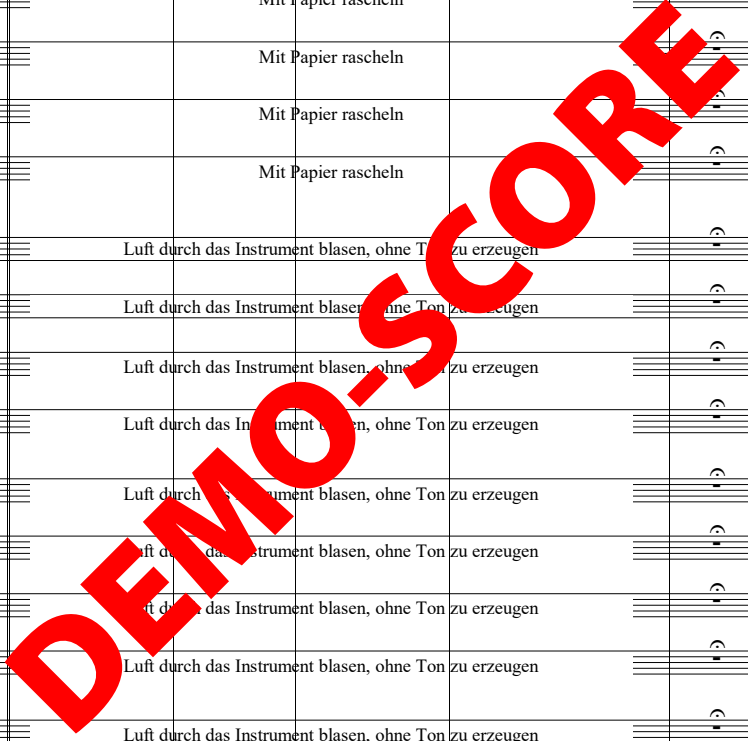 Mit Papier rascheln
Mit Papier rascheln
Mit Papier rascheln
Mit Papier rascheln
Luft durch das Instrument blasen, ohne Ton zu erzeugen
Luft durch das Instrument blasen, ohne Ton zu erzeugen
Luft durch das Instrument blasen, ohne Ton zu erzeugen
Luft durch das Instrument blasen, ohne Ton zu erzeugen
Luft durch das Instrument blasen, ohne Ton zu erzeugen
Luft durch das Instrument blasen, ohne Ton zu erzeugen
Luft durch das Instrument blasen, ohne Ton zu erzeugen
Luft durch das Instrument blasen, ohne Ton zu erzeugen
Luft durch das Instrument blasen, ohne Ton zu erzeugen
DEMO-SCORE